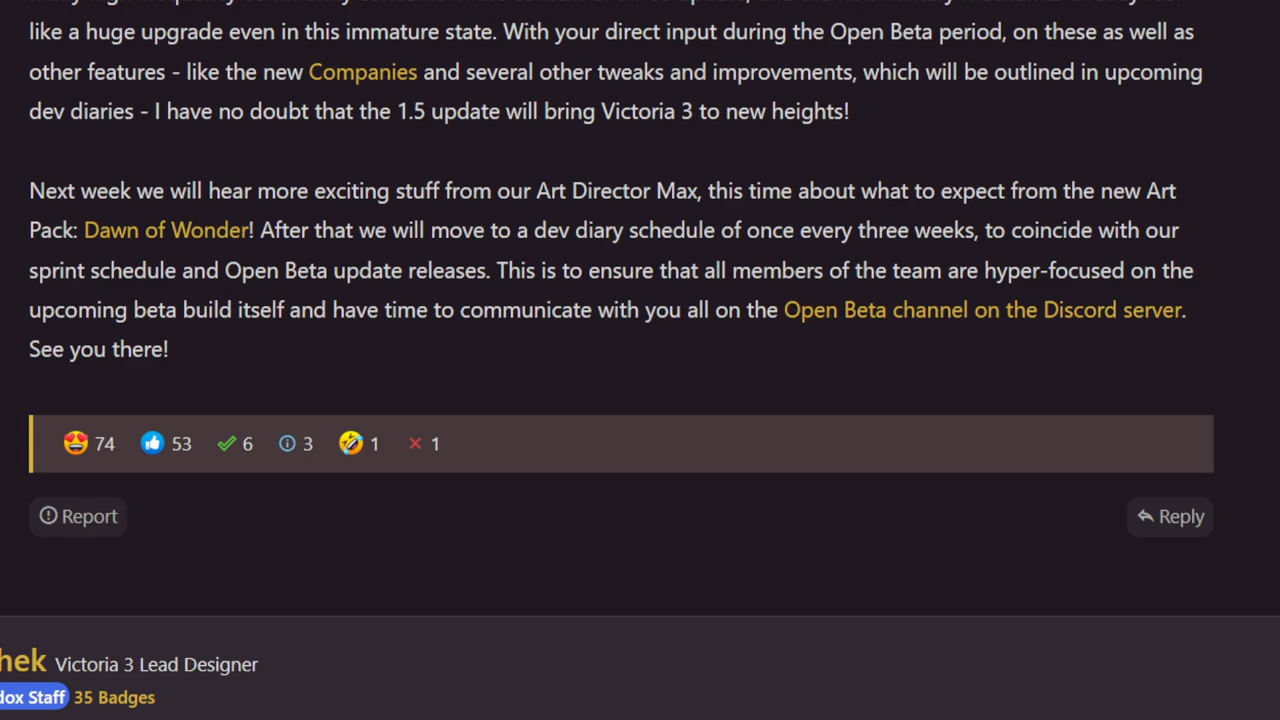 like a huge upgrade even in this immature state. With your direct input during the Open Beta period, on these as well as
other features - like the new Companies and several other tweaks and improvements, which will be outlined in upcoming
dev diaries - I have no doubt that the 1.5 update will bring Victoria 3 to new heights!
Next week we will hear more exciting stuff from our Art Director Max, this time about what to expect from the new Art
Pack: Dawn of Wonder! After that we will move to a dev diary schedule of once every three weeks, to coincide with our
sprint schedule and Open Beta update releases. This is to ensure that all members of the team are hyper-focused on the
upcoming beta build itself and have time to communicate with you all on the Open Beta channel on the Discord server.
See you there!
74 53 6 3 1 1
Report Reply
hek Victoria 3 Lead Designer
dox Staff 35 Badges